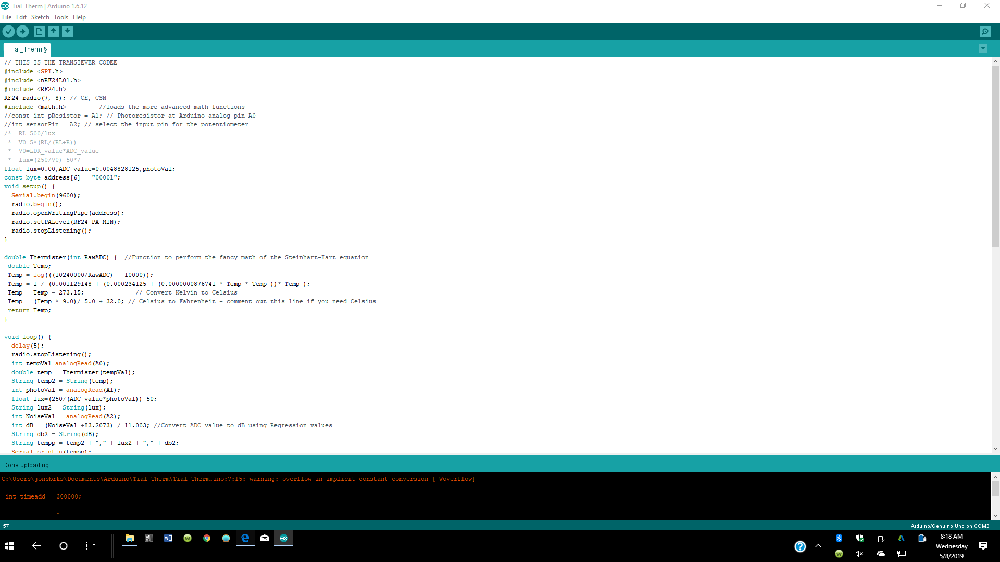 Tial_Therm | Arduino 1.6.12
File Edit Sketch Tools Help
Tial_Therm §
// THIS IS THE TRANSIEVER CODEE
#include <SPI.h>
#include <nRF24L01.h>
#include <RF24.h>
RF24 radio(7, 8); // CE, CSN
#include <math.h>         //loads the more advanced math functions
//const int pResistor = A1; // Photoresistor at Arduino analog pin A0
//int sensorPin = A2; // select the input pin for the potentiometer
/*  RL=500/lux
 *  V0=5*(RL/(RL+R))
 *  V0=LDR_value*ADC_value
 *  lux=(250/V0)-50*/
float lux=0.00,ADC_value=0.0048828125,photoVal;
const byte address[6] = "00001";
void setup() {
  Serial.begin(9600);
  radio.begin();
  radio.openWritingPipe(address);
  radio.setPALevel(RF24_PA_MIN);
  radio.stopListening();
}
double Thermister(int RawADC) {  //Function to perform the fancy math of the Steinhart-Hart equation
 double Temp;
 Temp = log(((10240000/RawADC) - 10000));
 Temp = 1 / (0.001129148 + (0.000234125 + (0.0000000876741 * Temp * Temp ))* Temp );
 Temp = Temp - 273.15;              // Convert Kelvin to Celsius
 Temp = (Temp * 9.0)/ 5.0 + 32.0; // Celsius to Fahrenheit - comment out this line if you need Celsius
 return Temp;
}
void loop() {
  delay(5);
  radio.stopListening();
  int tempVal=analogRead(A0);
  double temp = Thermister(tempVal);
  String temp2 = String(temp);
  int photoVal = analogRead(A1);
  float lux=(250/(ADC_value*photoVal))-50;
  String lux2 = String(lux);
  int NoiseVal = analogRead(A2);
  int dB = (NoiseVal +83.2073) / 11.003; //Convert ADC value to dB using Regression values
  String db2 = String(dB);
  String tempp = temp2 + "," + lux2 + "," + db2;
  Serial.println(tempp);
Done uploading.
C:\Users\jonsbrks\Documents\Arduino\Tial_Therm\Tial_Therm.ino:7:15: warning: overflow in implicit constant conversion [-Woverflow]
 int timeadd = 300000;
               ^
57
Arduino/Genuino Uno on COM3
8:18 AM
Wednesday
5/8/2019